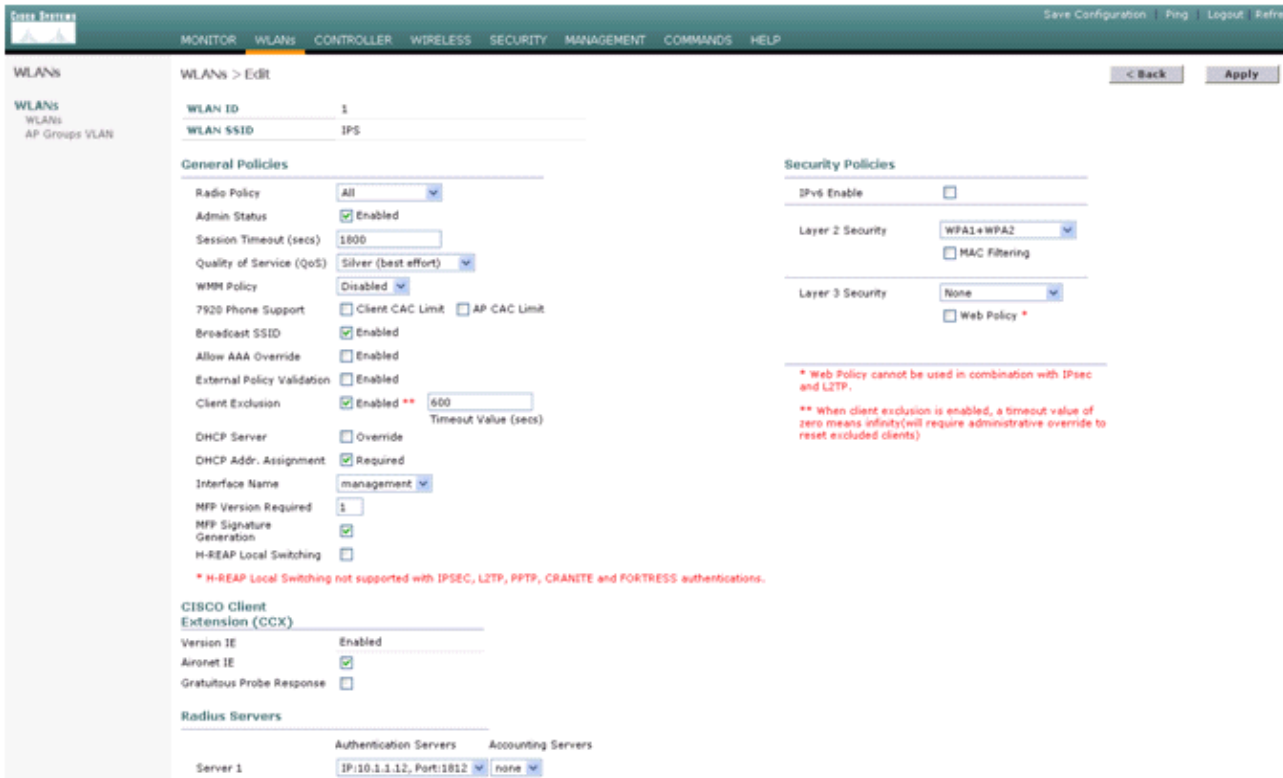 CISCO SYSTEMS
Save Configuration | Ping | Logout | Refre
MONITOR WLANs CONTROLLER WIRELESS SECURITY MANAGEMENT COMMANDS HELP
WLANs
WLANs
WLANs
AP Groups VLAN
WLANs > Edit
< Back
Apply
WLAN ID 1
WLAN SSID IPS
General Policies
Radio Policy All
Admin Status Enabled
Session Timeout (secs) 1800
Quality of Service (QoS) Silver (best effort)
WMM Policy Disabled
7920 Phone Support Client CAC Limit AP CAC Limit
Broadcast SSID Enabled
Allow AAA Override Enabled
External Policy Validation Enabled
Client Exclusion Enabled ** 600
Timeout Value (secs)
DHCP Server Override
DHCP Addr. Assignment Required
Interface Name management
MFP Version Required 1
MFP Signature
Generation
H-REAP Local Switching
* H-REAP Local Switching not supported with IPSEC, L2TP, PPTP, CRANITE and FORTRESS authentications.
Security Policies
IPv6 Enable
Layer 2 Security WPA1+WPA2
MAC Filtering
Layer 3 Security None
Web Policy *
* Web Policy cannot be used in combination with IPsec
and L2TP.
** When client exclusion is enabled, a timeout value of
zero means infinity(will require administrative override to
reset excluded clients)
CISCO Client
Extension (CCX)
Version IE Enabled
Aironet IE
Gratuitous Probe Response
Radius Servers
Authentication Servers Accounting Servers
Server 1 IP:10.1.1.12, Port:1812 none